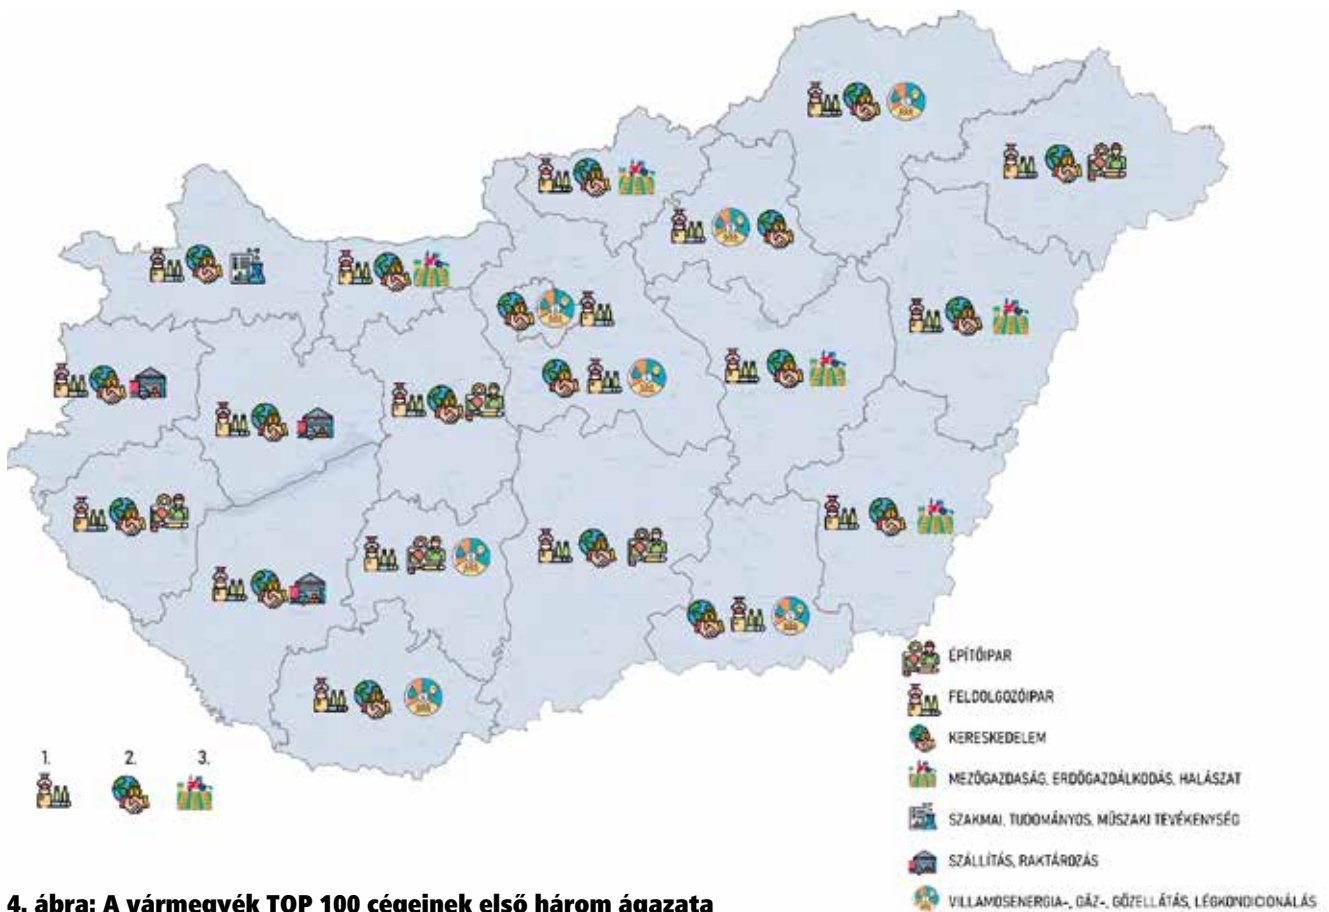 1. 2. 3.
ÉPÍTŐIPAR
FELDOLGOZÓIPAR
KERESKEDELEM
MEZŐGAZDASÁG, ERDŐGAZDÁLKODÁS, HALÁSZAT
SZAKMAI, TUDOMÁNYOS, MŰSZAKI TEVÉKENYSÉG
SZÁLLÍTÁS, RAKTÁROZÁS
VILLAMOSENERGIA-, GÁZ-, GŐZELLÁTÁS, LÉGKONDICIONÁLÁS
4. ábra: A vármegyék TOP 100 cégeinek első három ágazata